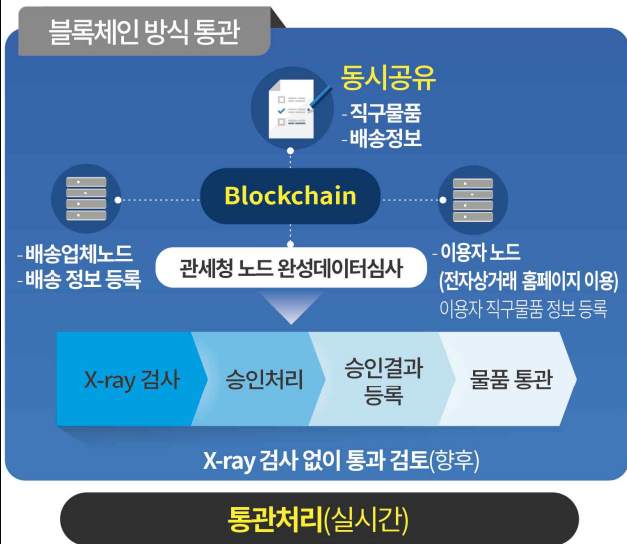 블록체인 방식 통관
동시공유
- 직구물품
- 배송정보
Blockchain
- 배송업체노드
- 배송 정보 등록
관세청 노드 완성데이터심사
- 이용자 노드
(전자상거래 홈페이지 이용)
이용자 직구물품 정보 등록
X-ray 검사
승인처리
승인결과
등록
물품 통관
X-ray 검사 없이 통과 검토(향후)
통관처리(실시간)